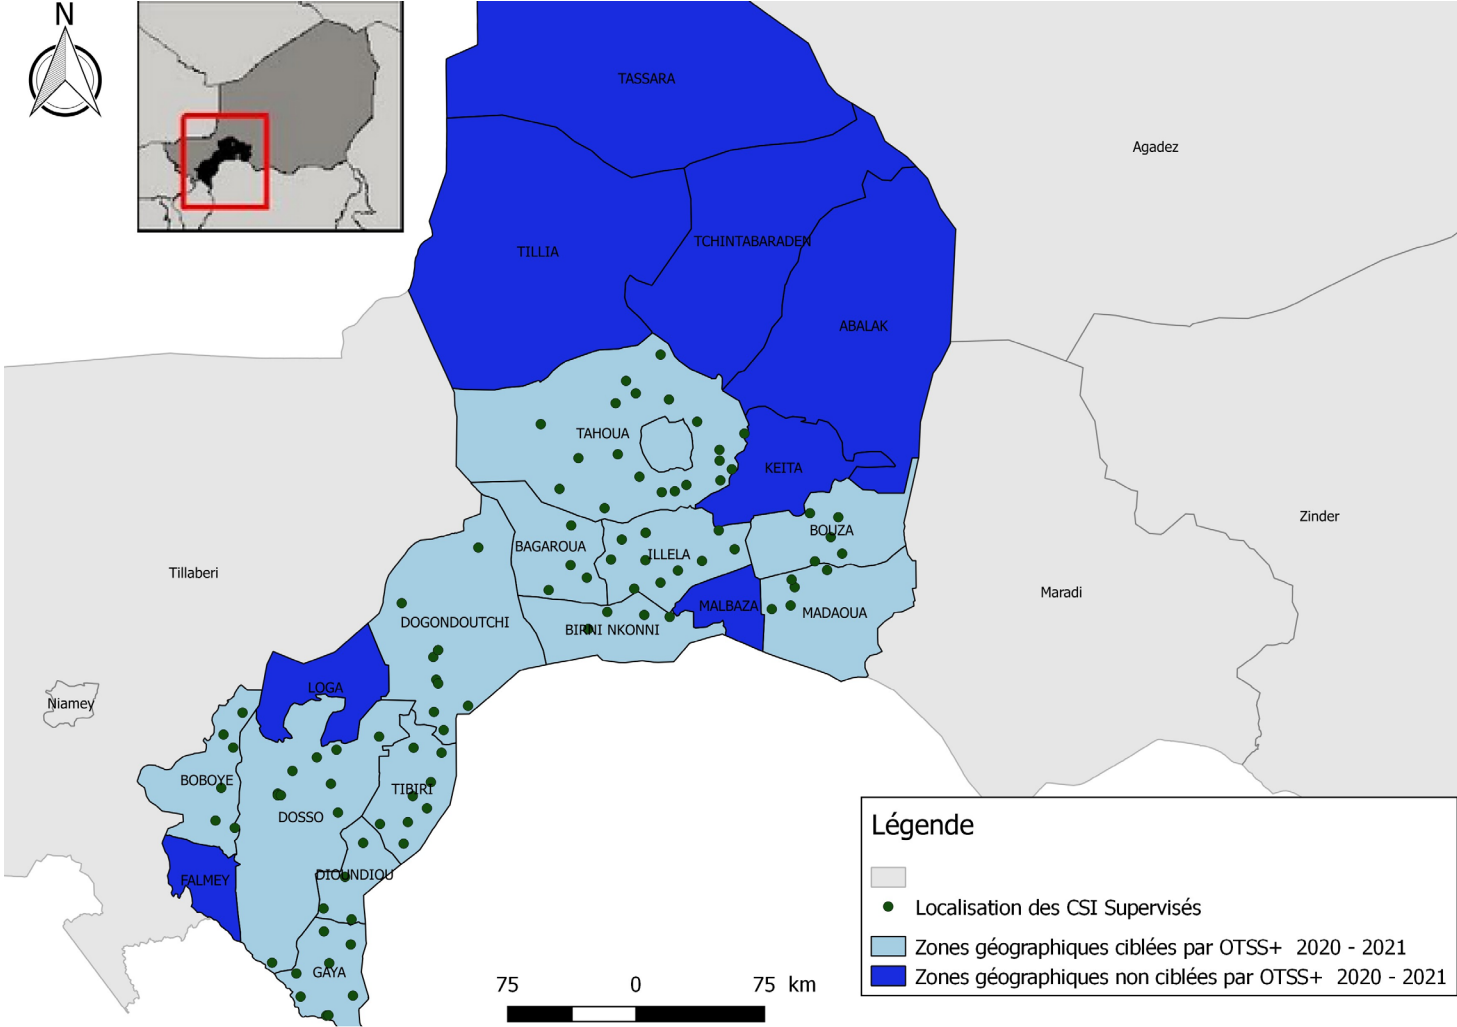 N
TASSARA
Agadez
TCHINTABARADEN
TILLIA
ABALAK
TAHOUA
KEITA
Zinder
BOUZA
BAGAROUA
ILLELA
Tillaberi
Maradi
MALBAZA
MADAOUA
DOGONDOUTCHI
BIRNI NKONNI
LOGA
Niamey
BOBOYE
TIBIRI
DOSSO
DIOUNDIOU
FALMEY
GAYA
75 0 75 km
Légende
Localisation des CSI Supervisés
Zones géographiques ciblées par OTSS+ 2020 - 2021
Zones géographiques non ciblées par OTSS+ 2020 - 2021